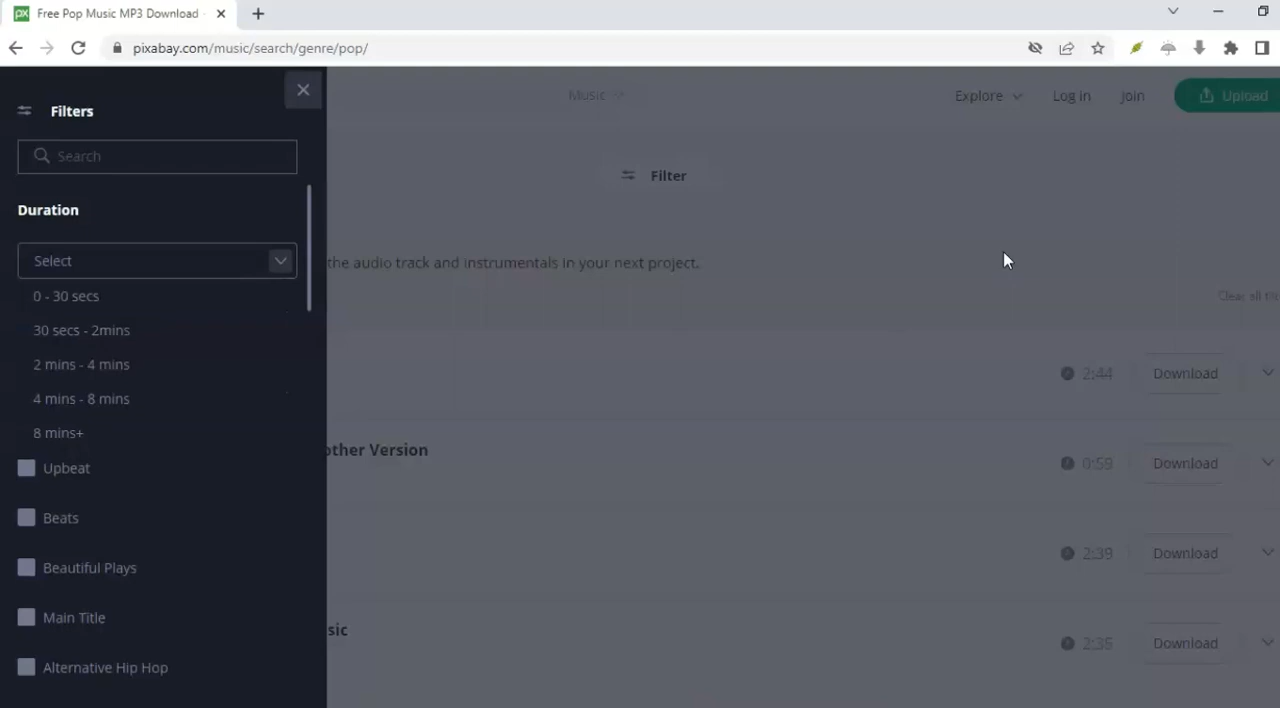 px Free Pop Music MP3 Download
pixabay.com/music/search/genre/pop/
Filters
Search
Duration
Select
0 - 30 secs
30 secs - 2mins
2 mins - 4 mins
4 mins - 8 mins
8 mins+
Upbeat
Beats
Beautiful Plays
Main Title
Alternative Hip Hop
Music
Explore
Log in
Join
Upload
Filter
the audio track and instrumentals in your next project.
Clear all
2:44 Download
other Version
0:59 Download
2:39 Download
sic
2:35 Download